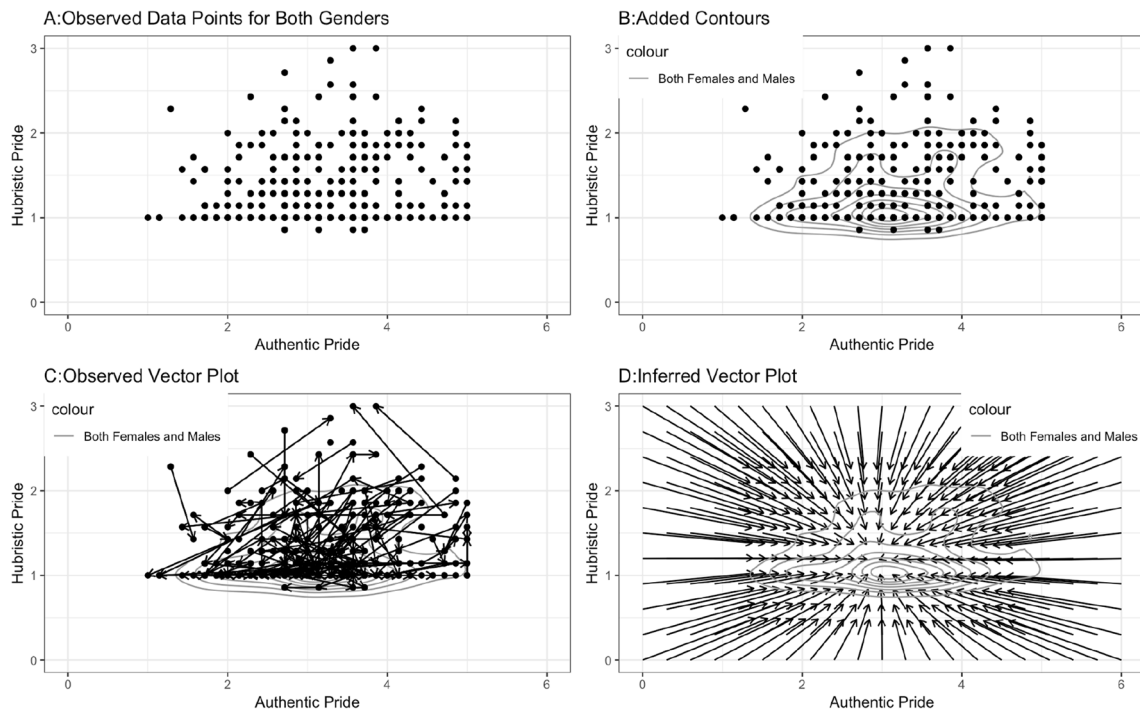 A:Observed Data Points for Both Genders
3
2
1
0
Hubristic Pride
0 2 4 6
Authentic Pride
B:Added Contours
colour
Both Females and Males
3
2
1
0
Hubristic Pride
0 2 4 6
Authentic Pride
C:Observed Vector Plot
colour
Both Females and Males
3
2
1
0
Hubristic Pride
0 2 4 6
Authentic Pride
D:Inferred Vector Plot
colour
Both Females and Males
3
2
1
0
Hubristic Pride
0 2 4 6
Authentic Pride